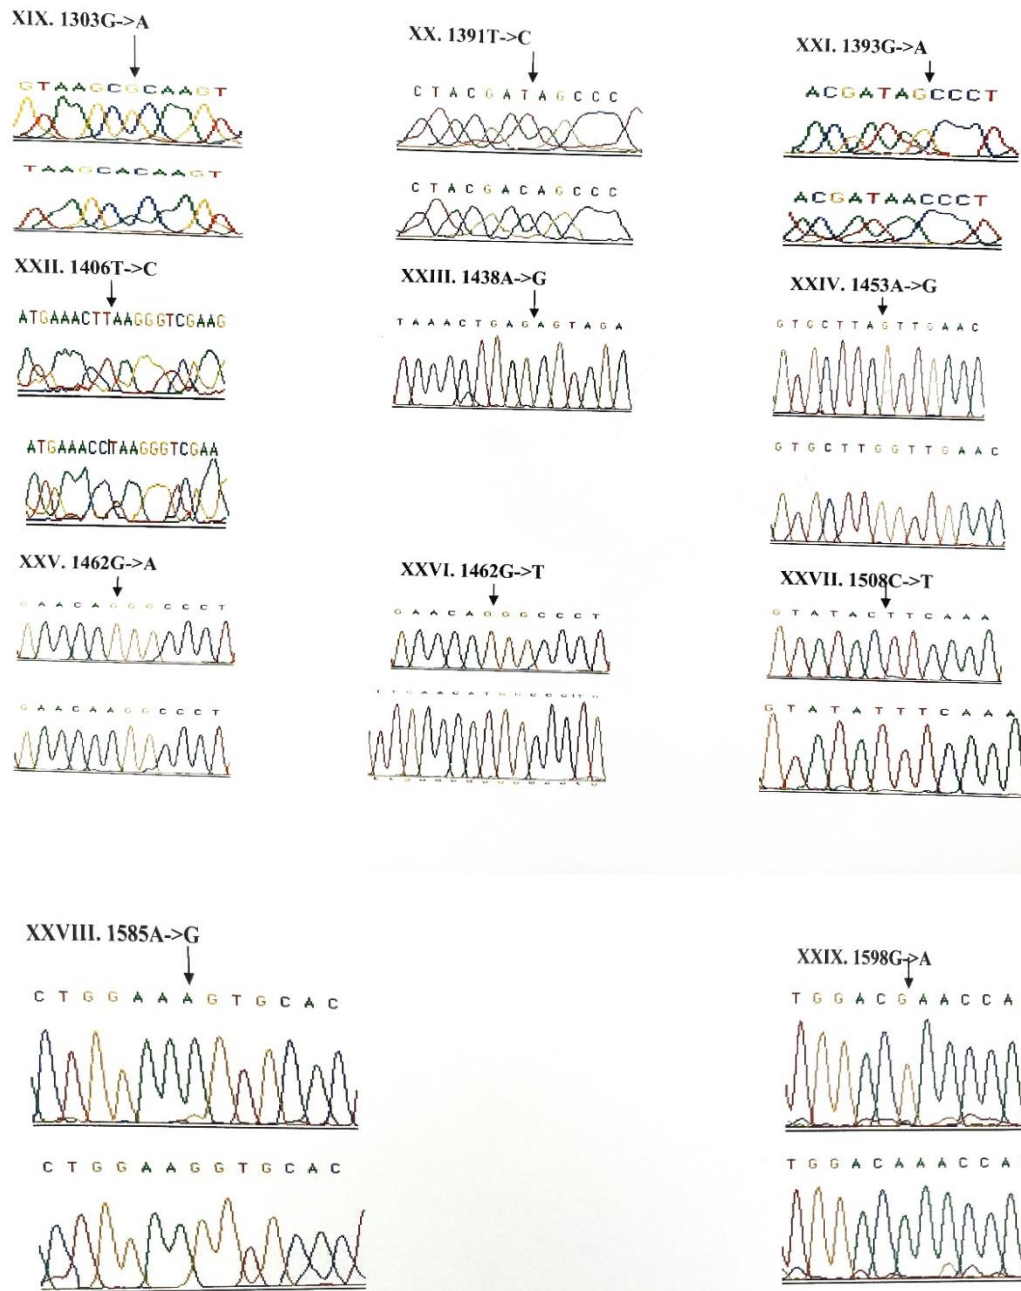 XIX. 1303G->A
GTAAGCGCAAGT
TAAGCACAAGT
XX. 1391T->C
CTACGATAGCCC
CTACGACAGCCC
XXI. 1393G->A
ACGATAGCCCT
ACGATAACCCT
XXII. 1406T->C
ATGAAACTTAAGGGTCGAAG
ATGAAACCTAAGGGTCGAA
XXIII. 1438A->G
TAAACTGAGAGTAGA
XXIV. 1453A->G
GTGCTTAGTTGAAC
GTGCTTGGTTGAAC
XXV. 1462G->A
GAACAGGGCCCT
GAACAAGGCCCT
XXVI. 1462G->T
GAACAGGGCCCT
XXVII. 1508C->T
GTATACTTCAAA
GTATATTTCAAA
XXVIII. 1585A->G
CTGGAAAGTGCAC
CTGGAAGGTGCAC
XXIX. 1598G->A
TGGACGAACCA
TGGACAAACCA